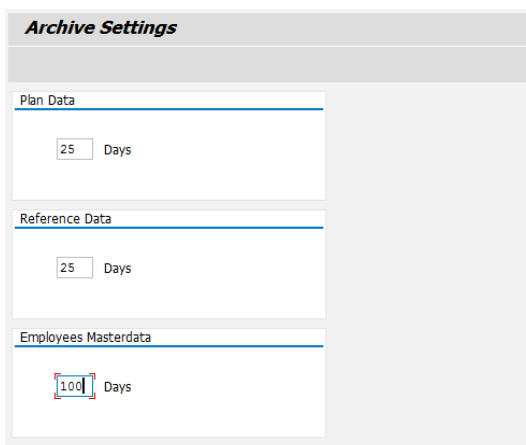 Archive Settings
Plan Data
25 Days
Reference Data
25 Days
Employees Masterdata
100 Days